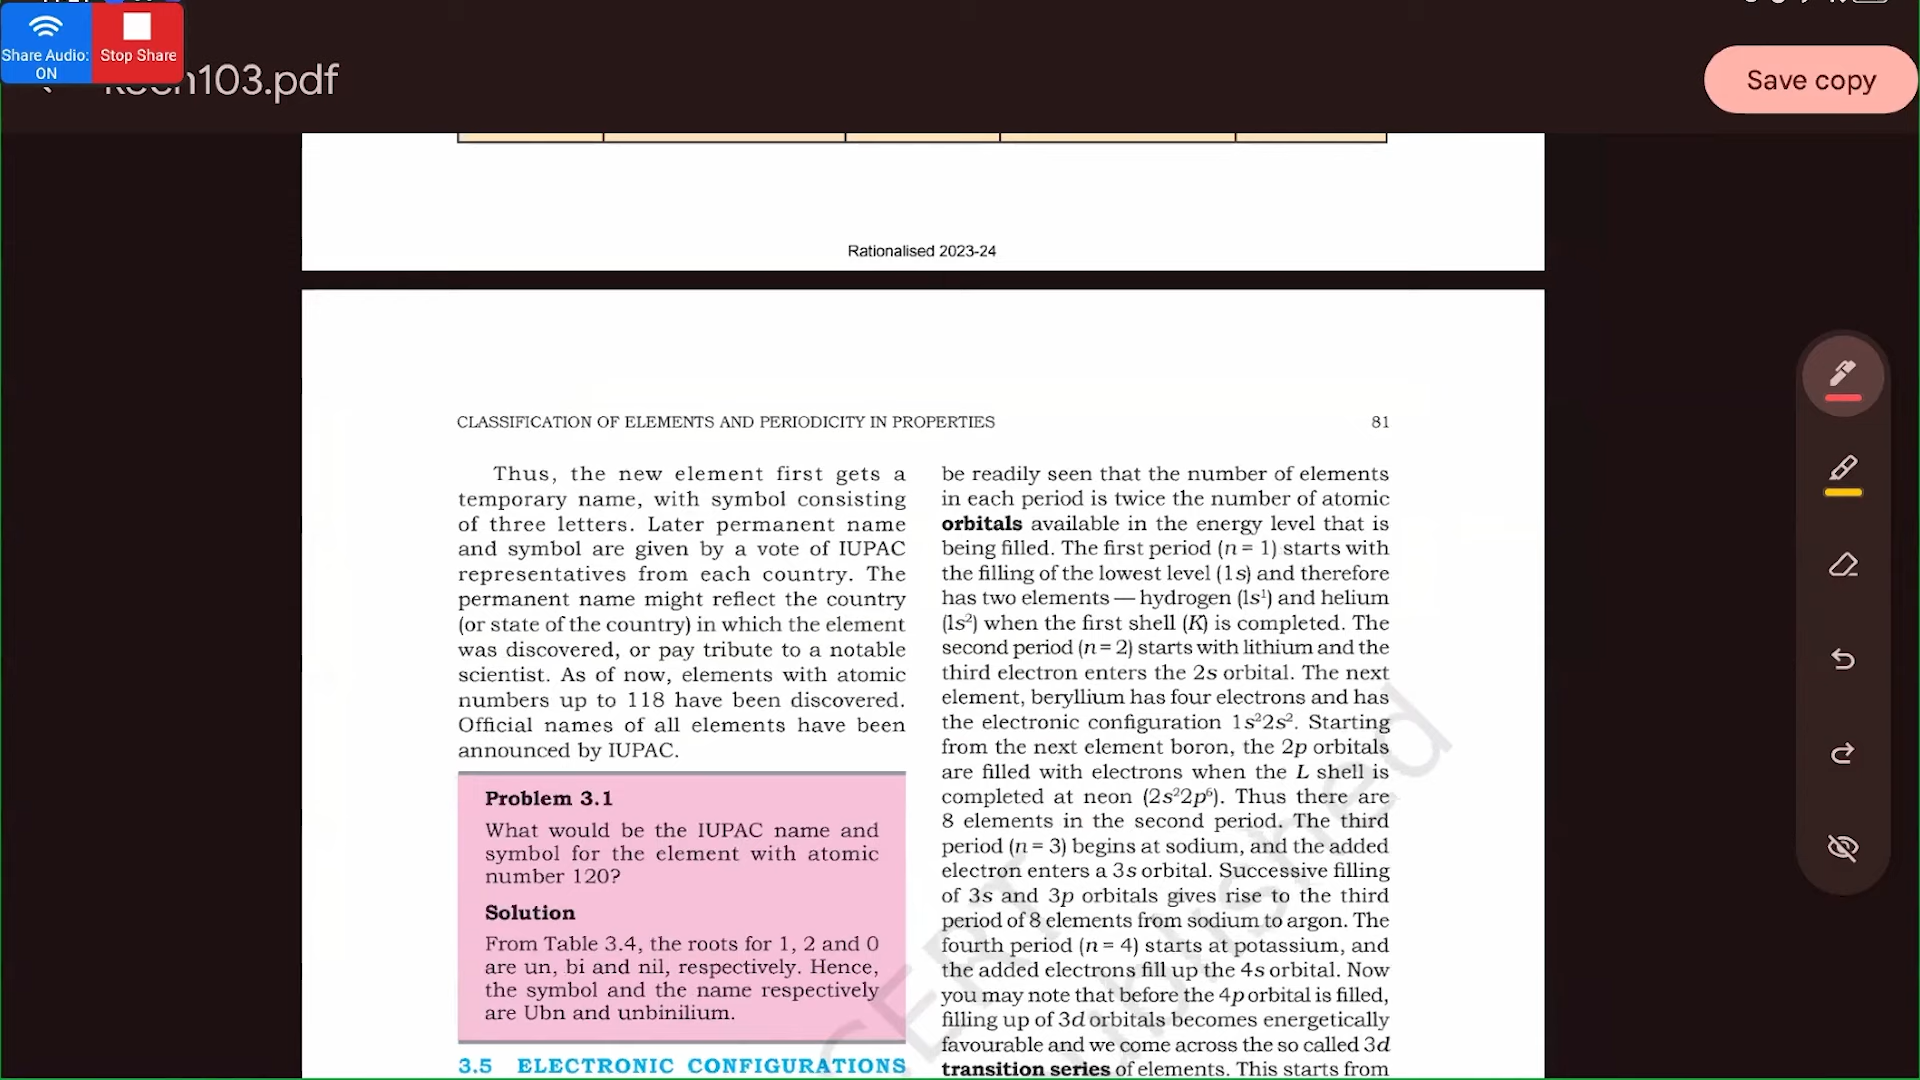 Share Audio:
ON
Stop Share
103.pdf
Save copy
Rationalised 2023-24
CLASSIFICATION OF ELEMENTS AND PERIODICITY IN PROPERTIES
81
Thus, the new element first gets a
temporary name, with symbol consisting
of three letters. Later permanent name
and symbol are given by a vote of IUPAC
representatives from each country. The
permanent name might reflect the country
(or state of the country) in which the element
was discovered, or pay tribute to a notable
scientist. As of now, elements with atomic
numbers up to 118 have been discovered.
Official names of all elements have been
announced by IUPAC.
Problem 3.1
What would be the IUPAC name and
symbol for the element with atomic
number 120?
Solution
From Table 3.4, the roots for 1, 2 and 0
are un, bi and nil, respectively. Hence,
the symbol and the name respectively
are Ubn and unbinilium.
3.5 ELECTRONIC CONFIGURATIONS
be readily seen that the number of elements
in each period is twice the number of atomic
orbitals available in the energy level that is
being filled. The first period (n = 1) starts with
the filling of the lowest level (1s) and therefore
has two elements — hydrogen (ls¹) and helium
(ls²) when the first shell (K) is completed. The
second period (n = 2) starts with lithium and the
third electron enters the 2s orbital. The next
element, beryllium has four electrons and has
the electronic configuration 1s²2s². Starting
from the next element boron, the 2p orbitals
are filled with electrons when the L shell is
completed at neon (2s²2p⁶). Thus there are
8 elements in the second period. The third
period (n = 3) begins at sodium, and the added
electron enters a 3s orbital. Successive filling
of 3s and 3p orbitals gives rise to the third
period of 8 elements from sodium to argon. The
fourth period (n = 4) starts at potassium, and
the added electrons fill up the 4s orbital. Now
you may note that before the 4p orbital is filled,
filling up of 3d orbitals becomes energetically
favourable and we come across the so called 3d
transition series of elements. This starts from